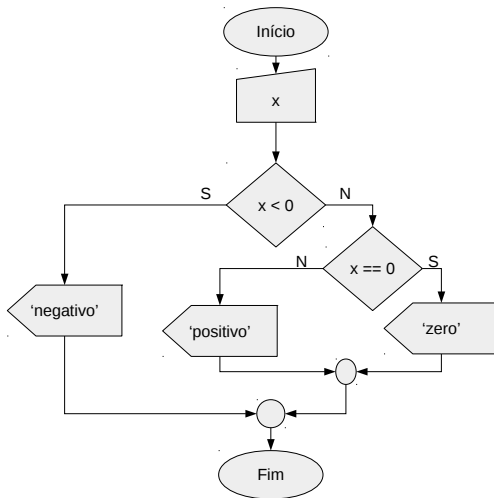 Início
x
S
x < 0
N
N
x == 0
S
‘negativo’
‘positivo’
‘zero’
Fim